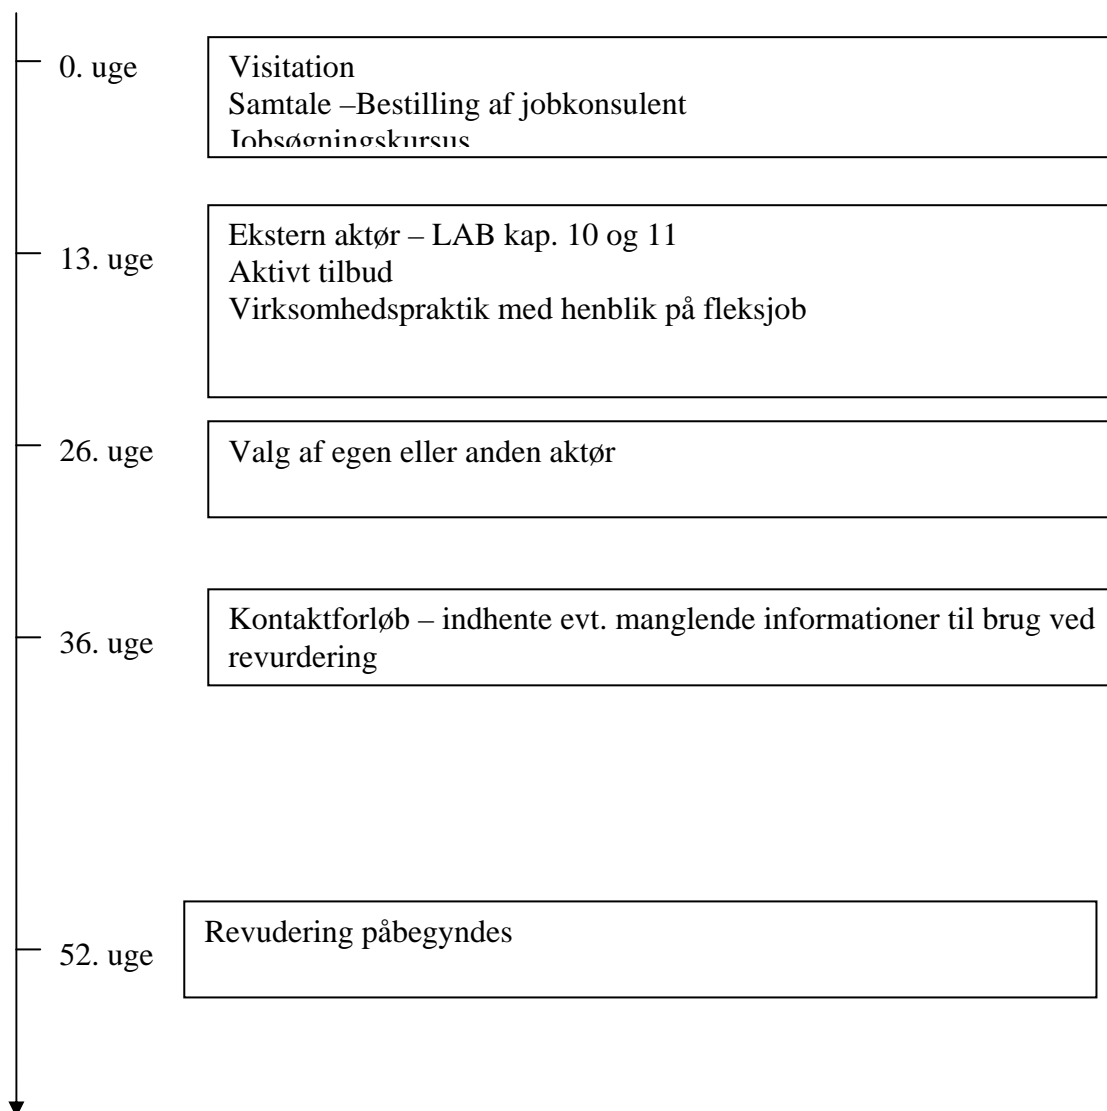 0. uge
Visitation
Samtale –Bestilling af jobkonsulent
Jobsøgningskursus
13. uge
Ekstern aktør – LAB kap. 10 og 11
Aktivt tilbud
Virksomhedspraktik med henblik på fleksjob
26. uge
Valg af egen eller anden aktør
36. uge
Kontaktforløb – indhente evt. manglende informationer til brug ved
revurdering
52. uge
Revudering påbegyndes